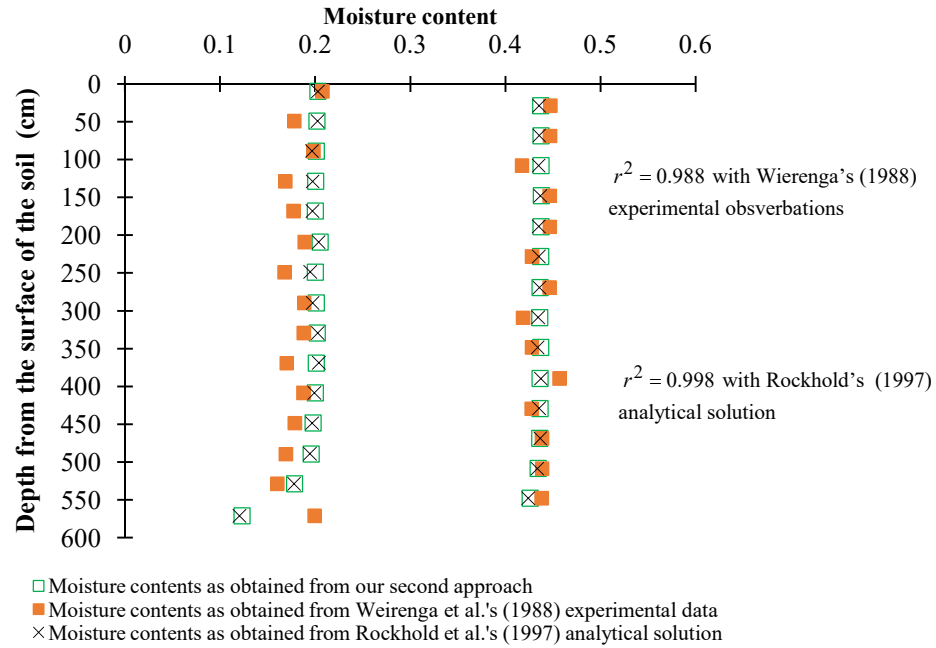 Moisture content
0 0.2 0.3 0.4 0.5 0.6
0
50
100
150
200
250
300
350
400
450
500
550
600
Depth from the surface of the soil (cm)
r² = 0.988 with Wierenga's (1988)
experimental obsverbations
r² = 0.998 with Rockhold's (1997)
analytical solution
Moisture contents as obtained from our second approach
Moisture contents as obtained from Weirenga et al.'s (1988) experimental data
Moisture contents as obtained from Rockhold et al.'s (1997) analytical solution